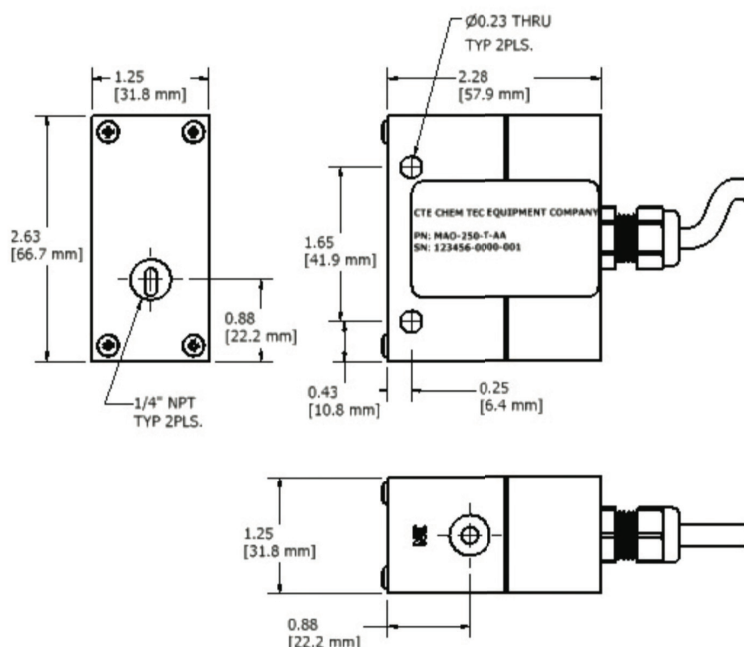 Ø0.23 THRU
TYP 2PLS.
1.25
[31.8 mm]
2.28
[57.9 mm]
2.63
[66.7 mm]
0.88
[22.2 mm]
1/4" NPT
TYP 2PLS.
1.65
[41.9 mm]
CTE CHEM TEC EQUIPMENT COMPANY
PN: MAO-250-T-AA
SN: 123456-0000-001
0.43
[10.8 mm]
0.25
[6.4 mm]
1.25
[31.8 mm]
IN
0.88
[22.2 mm]